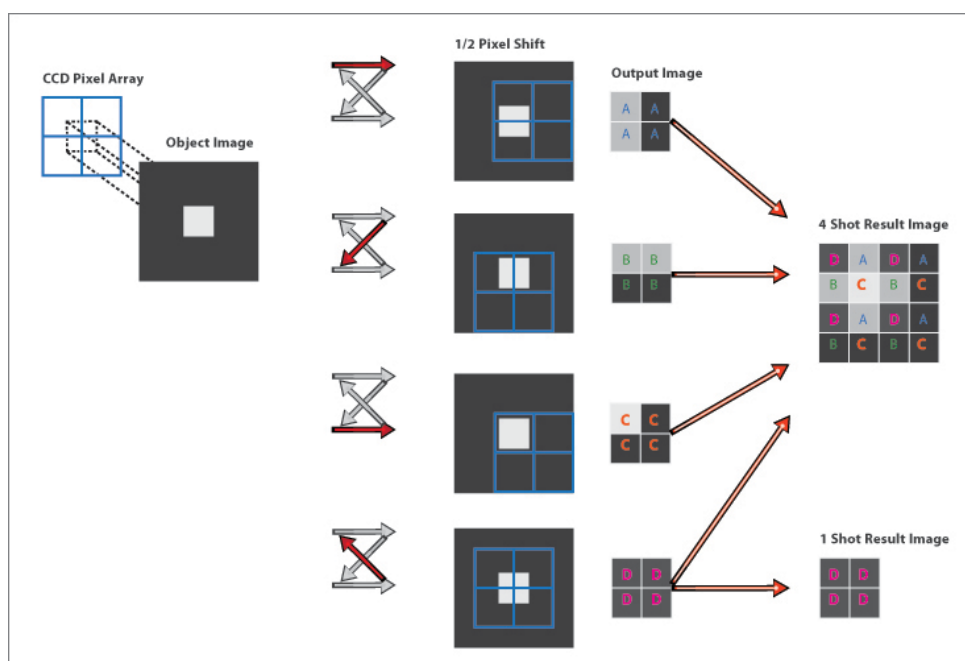 1/2 Pixel Shift
CCD Pixel Array
Output Image
Object Image
A A
A A
4 Shot Result Image
B B
B B
D A D A
B C B C
D A D A
B C B C
C C
C C
1 Shot Result Image
D D
D D
D D
D D